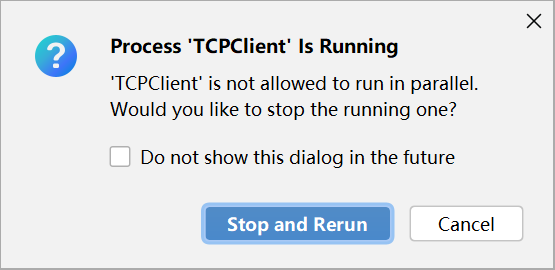 Process 'TCPClient' Is Running
'TCPClient' is not allowed to run in parallel.
Would you like to stop the running one?
Do not show this dialog in the future
Stop and Rerun
Cancel